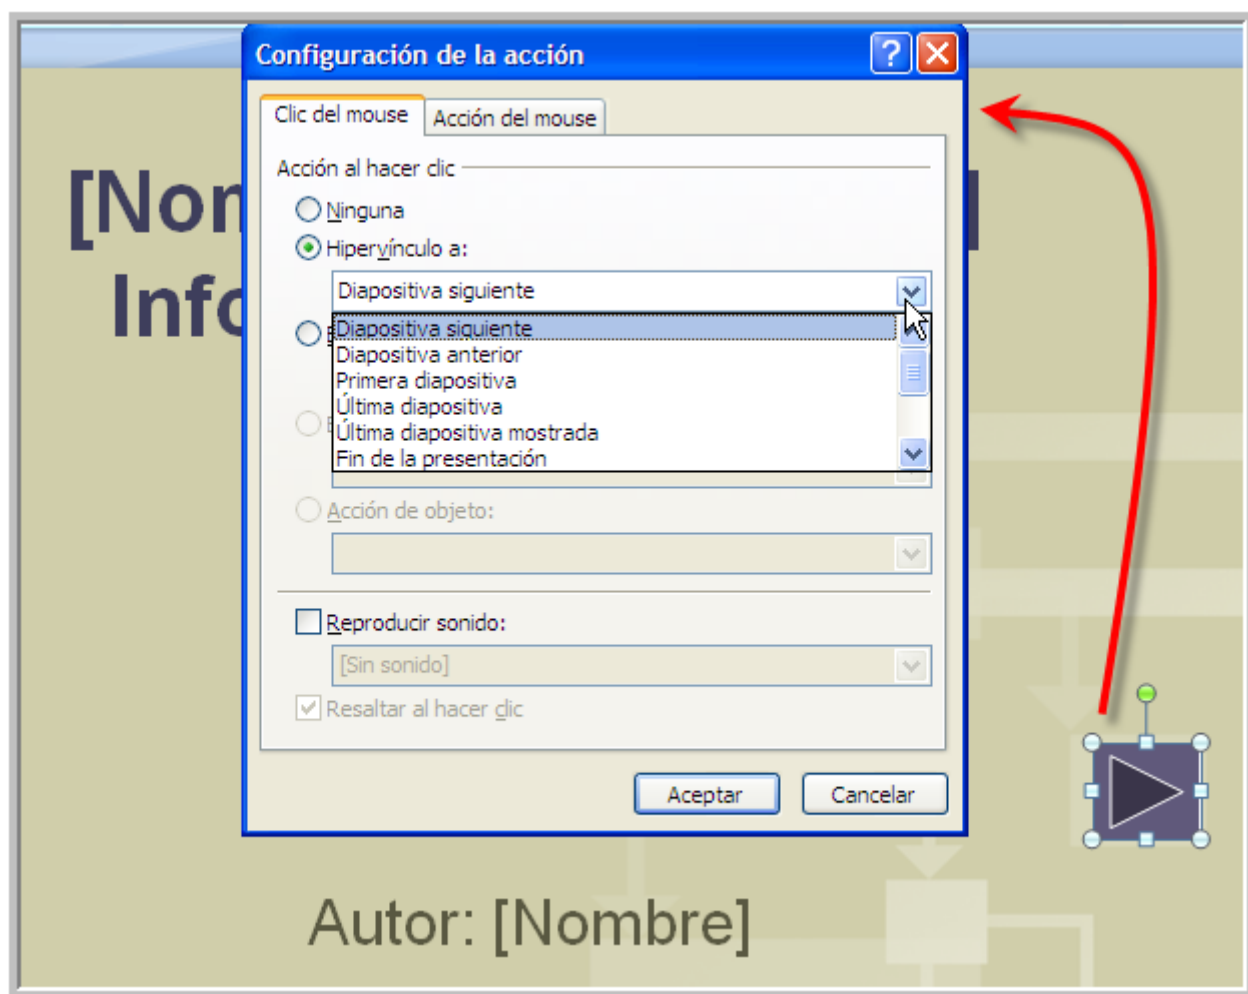 Configuración de la acción
Clic del mouse
Acción del mouse
Acción al hacer clic
[Nom
]
Ninguna
Hipervínculo a:
Info
Diapositiva siguiente
Diapositiva siguiente
Diapositiva anterior
Primera diapositiva
Última diapositiva
Última diapositiva mostrada
Fin de la presentación
Acción de objeto:
Reproducir sonido:
[Sin sonido]
Resaltar al hacer clic
Aceptar
Cancelar
Autor: [Nombre]